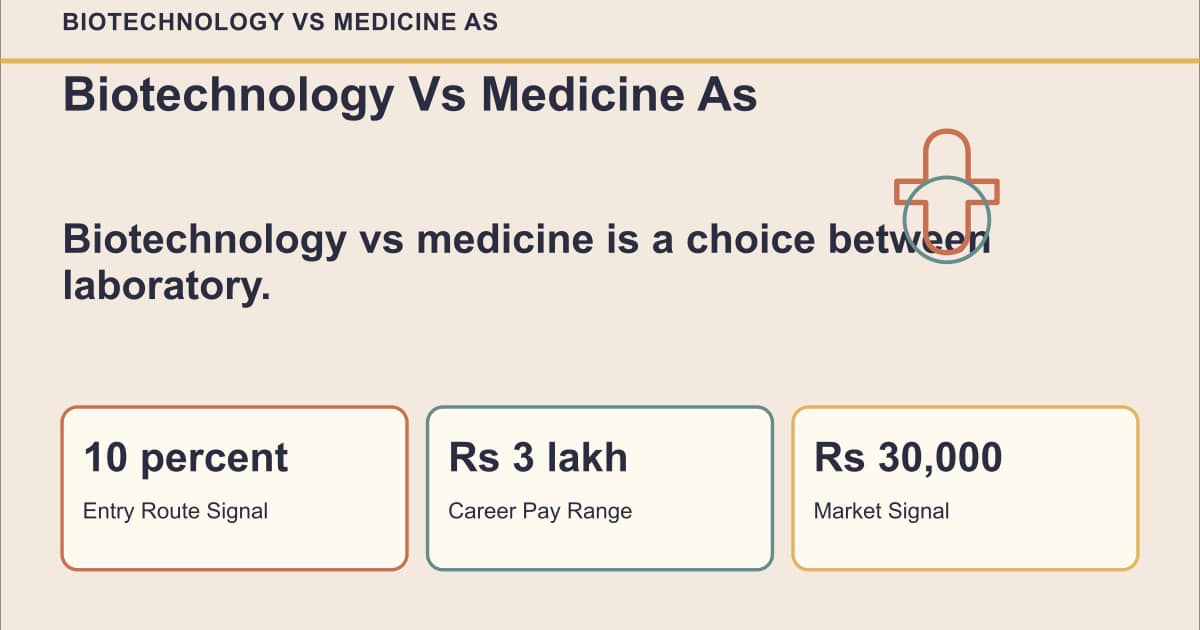 BIOTECHNOLOGY VS MEDICINE AS
Biotechnology Vs Medicine As
Biotechnology vs medicine is a choice between
laboratory.
10 percent
Entry Route Signal
Rs 3 lakh
Career Pay Range
Rs 30,000
Market Signal